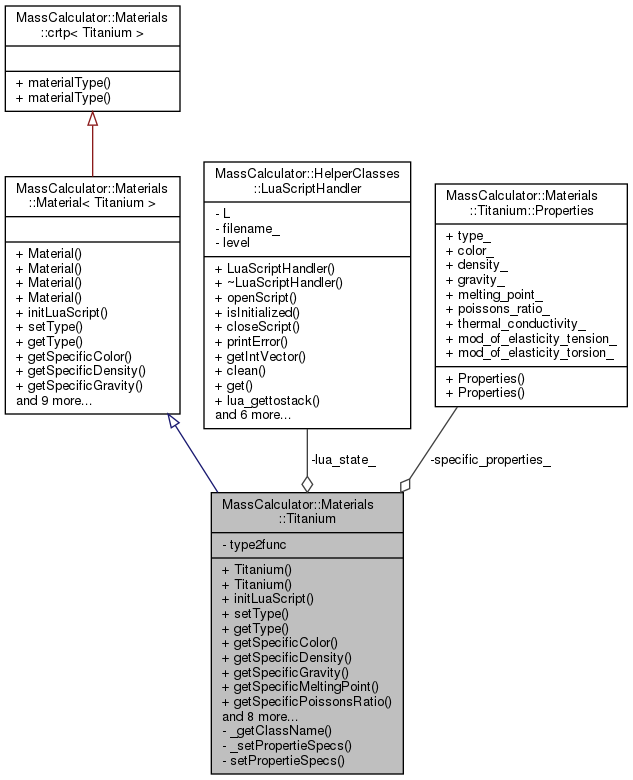 MassCalculator::Materials
::crtp< Titanium >
+ materialType()
+ materialType()
MassCalculator::Materials
::Material< Titanium >
+ Material()
+ Material()
+ Material()
+ Material()
+ initLuaScript()
+ setType()
+ getType()
+ getSpecificColor()
+ getSpecificDensity()
+ getSpecificGravity()
and 9 more...
MassCalculator::HelperClasses
::LuaScriptHandler
- L
- filename_
- level
+ LuaScriptHandler()
+ ~LuaScriptHandler()
+ openScript()
+ isInitialized()
+ closeScript()
+ printError()
+ getIntVector()
+ clean()
+ get()
+ lua_gettostack()
and 6 more...
MassCalculator::Materials
::Titanium::Properties
+ type_
+ color_
+ density_
+ gravity_
+ melting_point_
+ poissons_ratio_
+ thermal_conductivity_
+ mod_of_elasticity_tension_
+ mod_of_elasticity_torsion_
+ Properties()
+ Properties()
-lua_state_
-specific_properties_
MassCalculator::Materials
::Titanium
- type2func
+ Titanium()
+ Titanium()
+ initLuaScript()
+ setType()
+ getType()
+ getSpecificColor()
+ getSpecificDensity()
+ getSpecificGravity()
+ getSpecificMeltingPoint()
+ getSpecificPoissonsRatio()
and 8 more...
- _getClassName()
- _setPropertieSpecs()
- setPropertieSpecs()